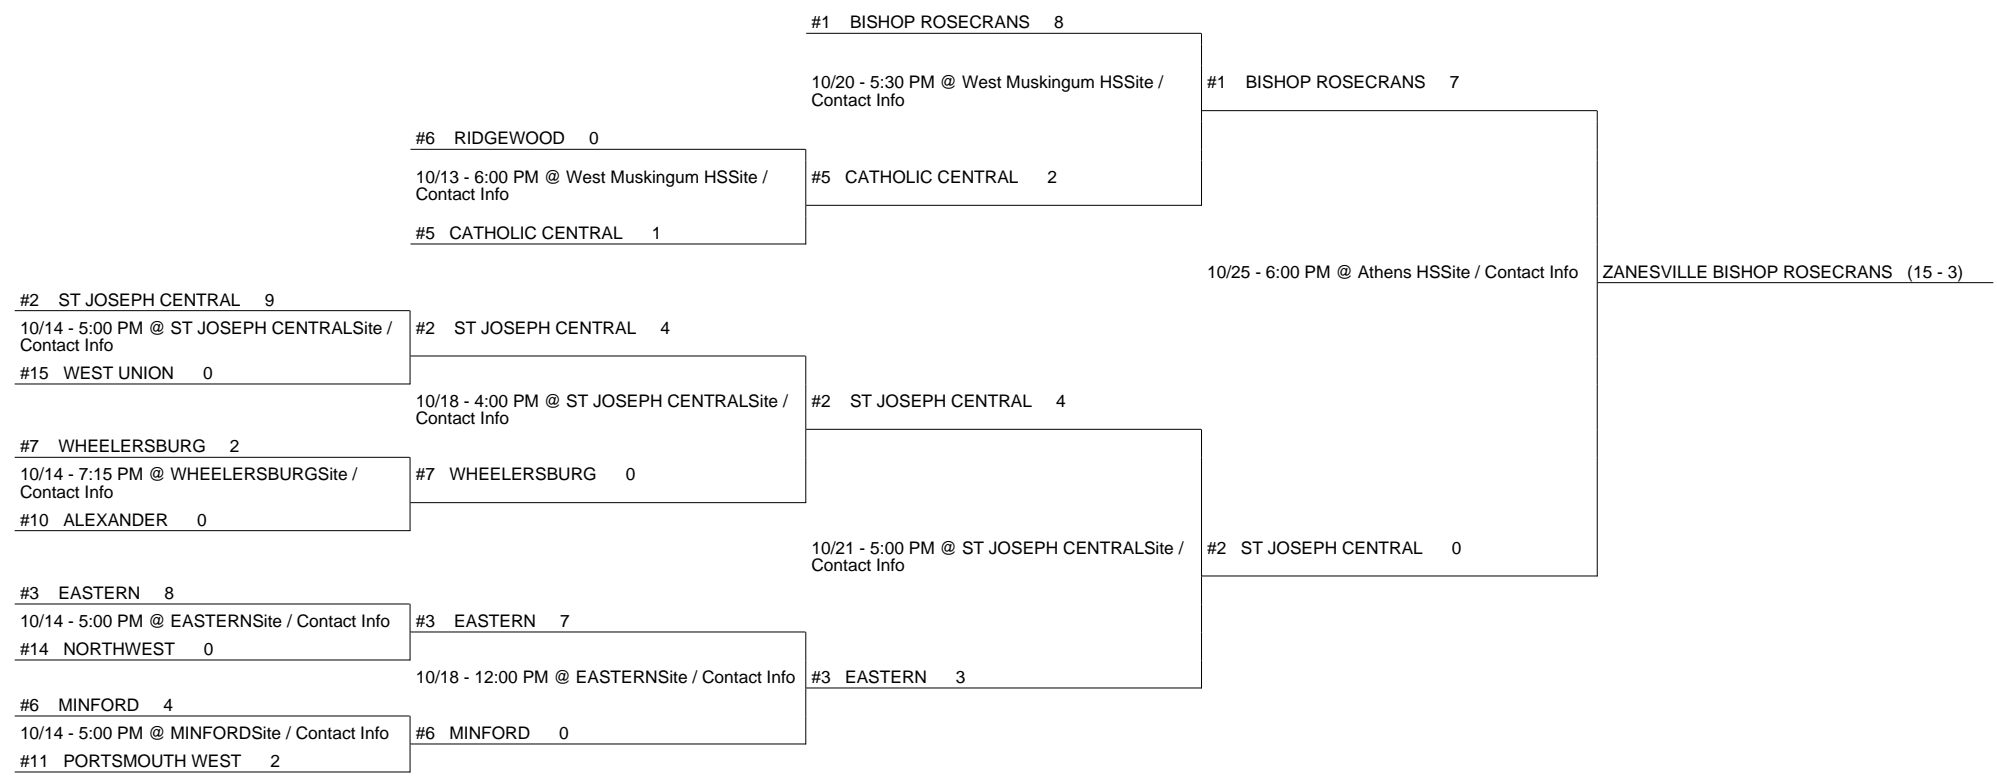 #1 BISHOP ROSECRANS 8
10/20 - 5:30 PM @ West Muskingum HSSite /
Contact Info
#1 BISHOP ROSECRANS 7
#6 RIDGEWOOD 0
10/13 - 6:00 PM @ West Muskingum HSSite /
Contact Info
#5 CATHOLIC CENTRAL 2
#5 CATHOLIC CENTRAL 1
10/25 - 6:00 PM @ Athens HSSite / Contact Info
ZANESVILLE BISHOP ROSECRANS (15 - 3)
#2 ST JOSEPH CENTRAL 9
10/14 - 5:00 PM @ ST JOSEPH CENTRALSite /
Contact Info
#2 ST JOSEPH CENTRAL 4
#15 WEST UNION 0
10/18 - 4:00 PM @ ST JOSEPH CENTRALSite /
Contact Info
#2 ST JOSEPH CENTRAL 4
#7 WHEELERSBURG 2
10/14 - 7:15 PM @ WHEELERSBURGSite /
Contact Info
#7 WHEELERSBURG 0
#10 ALEXANDER 0
10/21 - 5:00 PM @ ST JOSEPH CENTRALSite /
Contact Info
#2 ST JOSEPH CENTRAL 0
#3 EASTERN 8
10/14 - 5:00 PM @ EASTERNSite / Contact Info
#3 EASTERN 7
#14 NORTHWEST 0
10/18 - 12:00 PM @ EASTERNSite / Contact Info
#3 EASTERN 3
#6 MINFORD 4
10/14 - 5:00 PM @ MINFORDSite / Contact Info
#6 MINFORD 0
#11 PORTSMOUTH WEST 2